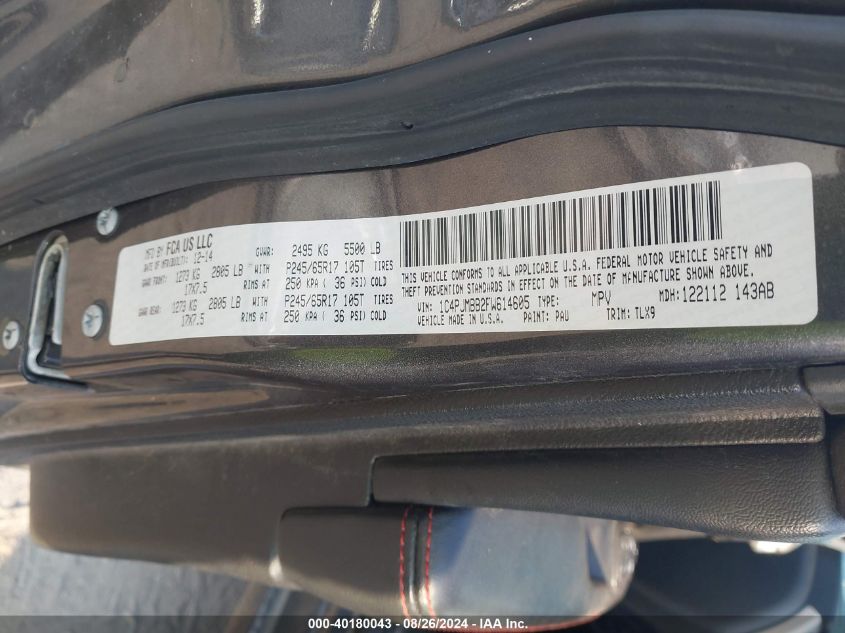 MFD BY FCA US LLC
DATE OF MFR(BUILT): 12-14 GVWR: 2495 KG 5500 LB
GAWR FRONT: 1273 KG 2805 LB WITH P245/65R17 105T TIRES
17X7.5 RIMS AT 250 KPA ( 36 PSI) COLD
GAWR REAR: 1273 KG 2805 LB WITH P245/65R17 105T TIRES
17X7.5 RIMS AT 250 KPA ( 36 PSI) COLD
THIS VEHICLE CONFORMS TO ALL APPLICABLE U.S.A. FEDERAL MOTOR VEHICLE SAFETY AND
THEFT PREVENTION STANDARDS IN EFFECT ON THE DATE OF MANUFACTURE SHOWN ABOVE.
VIN: 1C4PJMBB2FW614605 TYPE: MPV MDH: 122112 143AB
VEHICLE MADE IN U.S.A. PAINT: PAU TRIM: TLX9
000-40180043 - 08/26/2024 - IAA Inc.